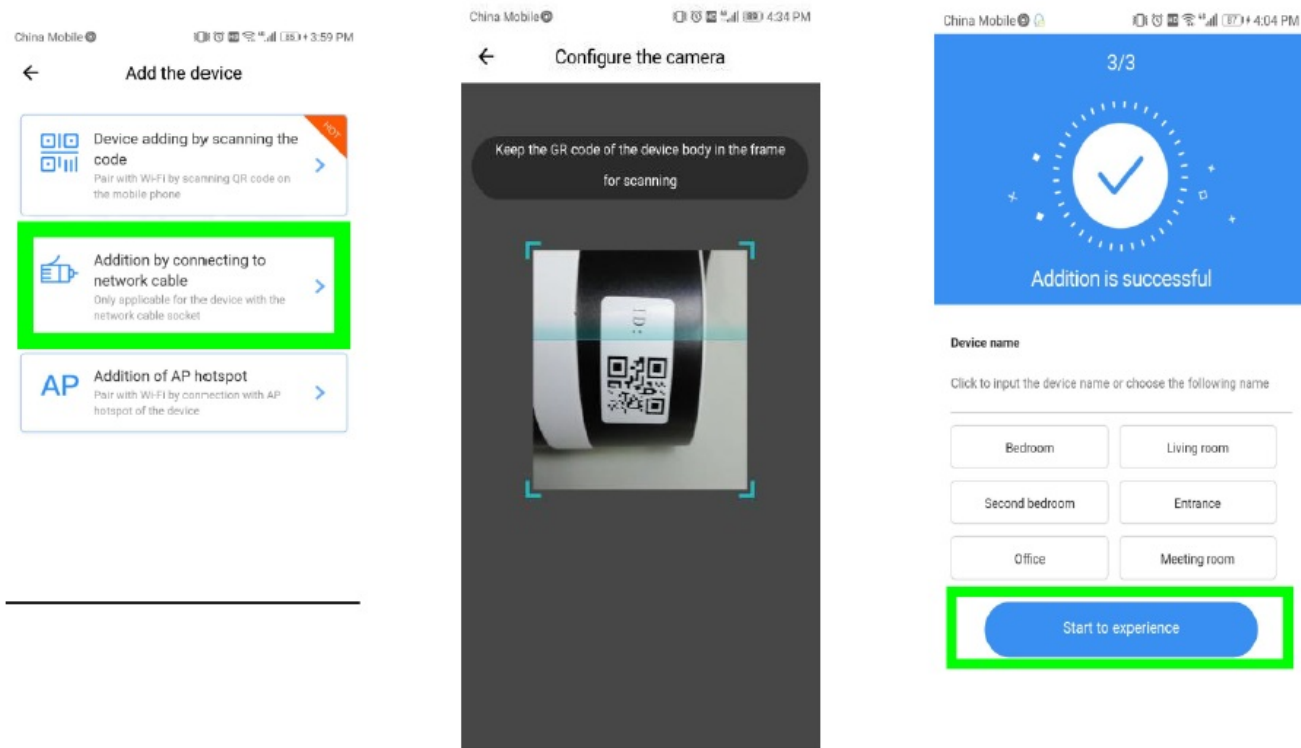 China Mobile
3:59 PM
Add the device
HOT
Device adding by scanning the
code
Pair with Wi-Fi by scanning QR code on
the mobile phone
Addition by connecting to
network cable
Only applicable for the device with the
network cable socket
AP
Addition of AP hotspot
Pair with Wi-Fi by connection with AP
hotspot of the device
China Mobile
4:34 PM
Configure the camera
Keep the GR code of the device body in the frame
for scanning
ID:
China Mobile
4:04 PM
3/3
Addition is successful
Device name
Click to input the device name or choose the following name
Bedroom
Living room
Second bedroom
Entrance
Office
Meeting room
Start to experience